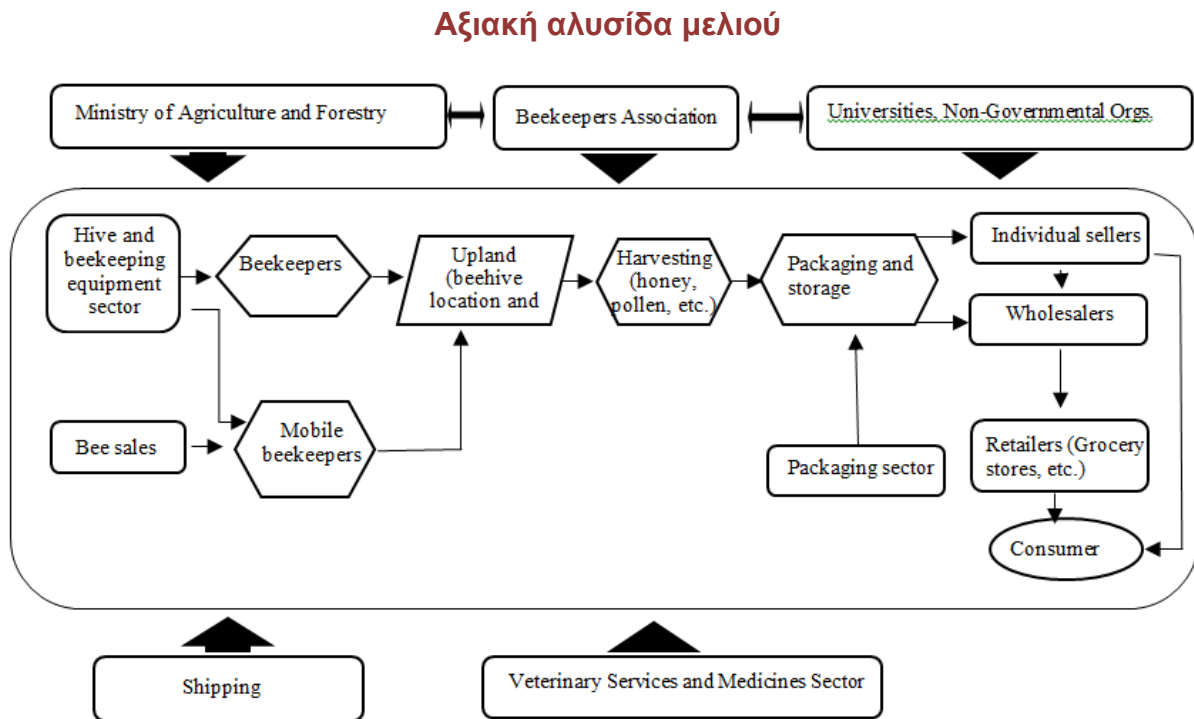 Αξιακή αλυσίδα μελιού
Ministry of Agriculture and Forestry
Beekeepers Association
Universities, Non-Governmental Orgs.
Hive and
beekeeping
equipment
sector
Beekeepers
Upland
(beehive
location and
Harvesting
(honey,
pollen, etc.)
Packaging and
storage
Individual sellers
Wholesalers
Bee sales
Mobile
beekeepers
Packaging sector
Retailers (Grocery
stores, etc.)
Consumer
Shipping
Veterinary Services and Medicines Sector